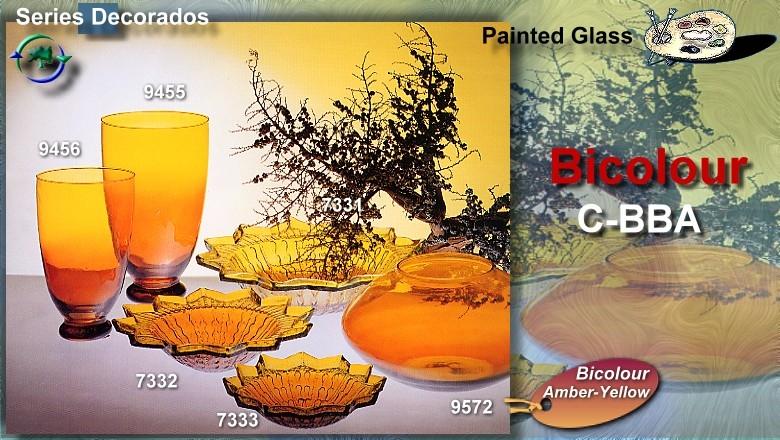 Series Decorados
Painted Glass
9455
9456
7331
Bicolour
C-BBA
7332
7333
9572
Bicolour
Amber-Yellow